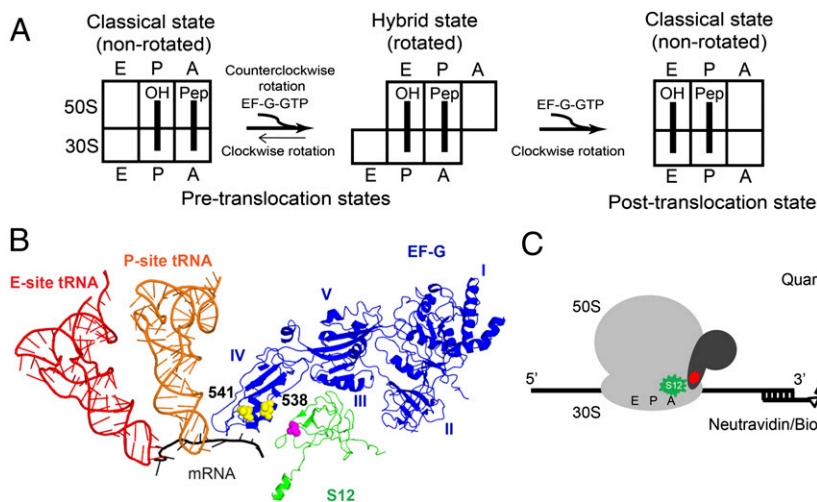 A
Classical state
(non-rotated)
E P A
50S
30S
OH Pep
E P A
Counterclockwise
rotation
EF-G-GTP
Clockwise rotation
Hybrid state
(rotated)
E P A
OH Pep
E P A
Pre-translocation states
EF-G-GTP
Clockwise rotation
Classical state
(non-rotated)
E P A
OH Pep
E P A
Post-translocation state
B
E-site tRNA
P-site tRNA
EF-G
I
V
IV
541
538
III
II
mRNA
S12
C
Quar
50S
S12
5’
3’
E P A
30S
Neutravidin/Bio